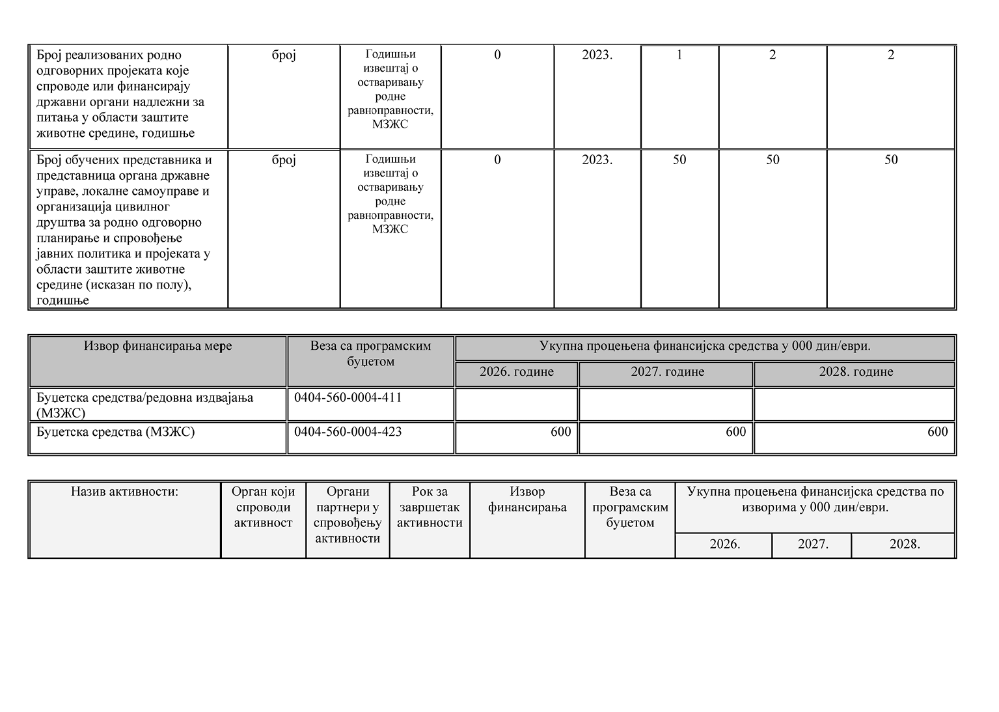 Број реализованих родно
одговорних пројеката које
спроводе или финансирају
државни органи надлежни за
питања у области заштите
животне средине, годишње
број
Годишњи
извештај о
остваривању
родне
равноправности,
МЗЖС
0
2023.
1
2
2
Број обучених представника и
представница органа државне
управе, локалне самоуправе и
организација цивилног
друштва за родно одговорно
планирање и спровођење
јавних политика и пројеката у
области заштите животне
средине (исказан по полу),
годишње
број
Годишњи
извештај о
остваривању
родне
равноправности,
МЗЖС
0
2023.
50
50
50
Извор финансирања мере
Веза са програмским
буџетом
Укупна процењена финансијска средства у 000 дин/еври.
2026. године
2027. године
2028. године
Буџетска средства/редовна издвајања
(МЗЖС)
0404-560-0004-411
Буџетска средства (МЗЖС)
0404-560-0004-423
600
600
600
Назив активности:
Орган који
спроводи
активност
Органи
партнери у
спровођењу
активности
Рок за
завршетак
активности
Извор
финансирања
Веза са
програмским
буџетом
Укупна процењена финансијска средства по
изворима у 000 дин/еври.
2026.
2027.
2028.